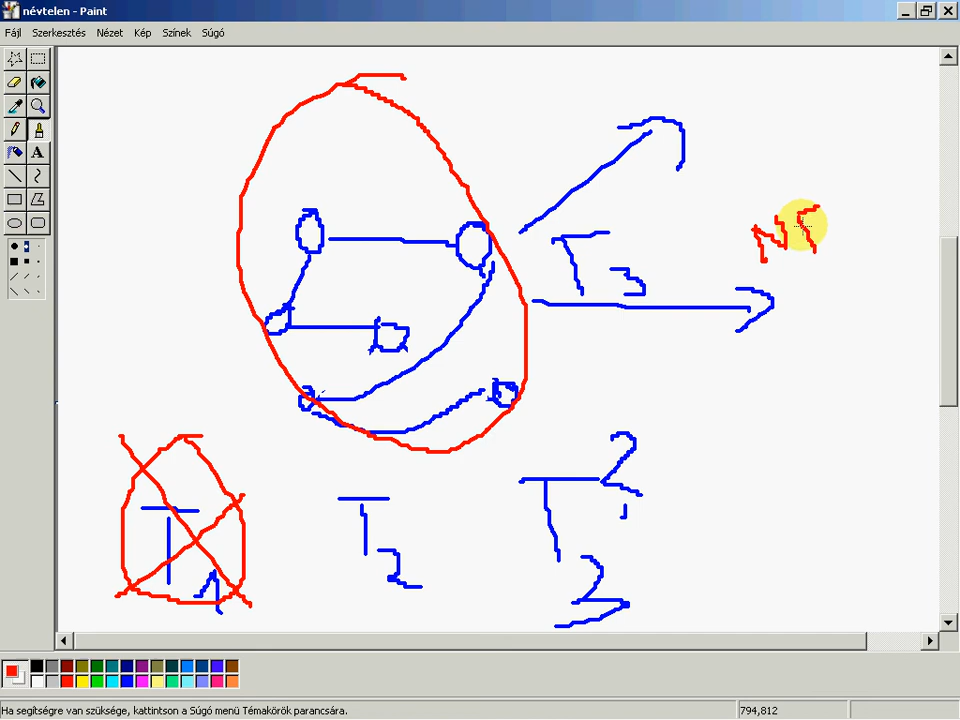 névtelen - Paint
Fájl Szerkesztés Nézet Kép Színek Súgó
A
T3
T1
T2
T2
3
Ha segítségre van szüksége, kattintson a Súgó menü Témakörök parancsára.
794,812